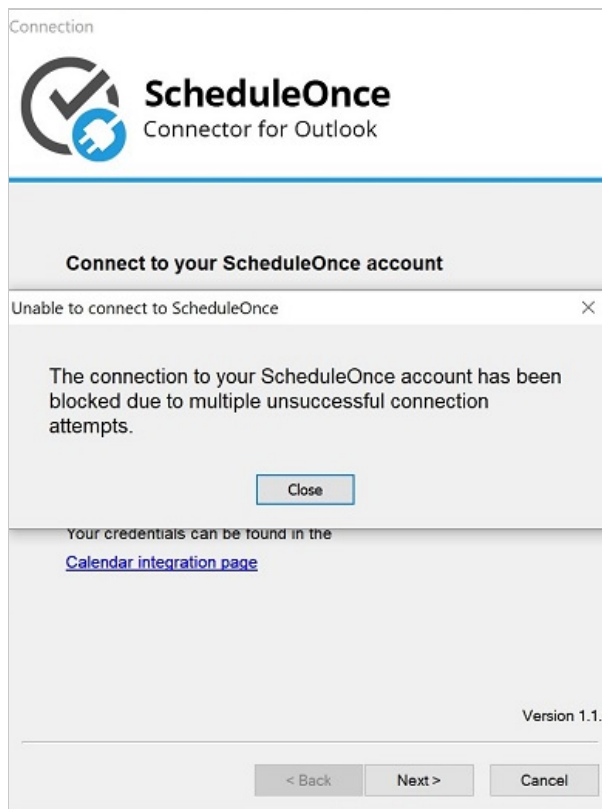 Connection
ScheduleOnce
Connector for Outlook
Connect to your ScheduleOnce account
Unable to connect to ScheduleOnce
The connection to your ScheduleOnce account has been
blocked due to multiple unsuccessful connection
attempts.
Close
Your credentials can be found in the
Calendar integration page
Version 1.1.
< Back Next > Cancel